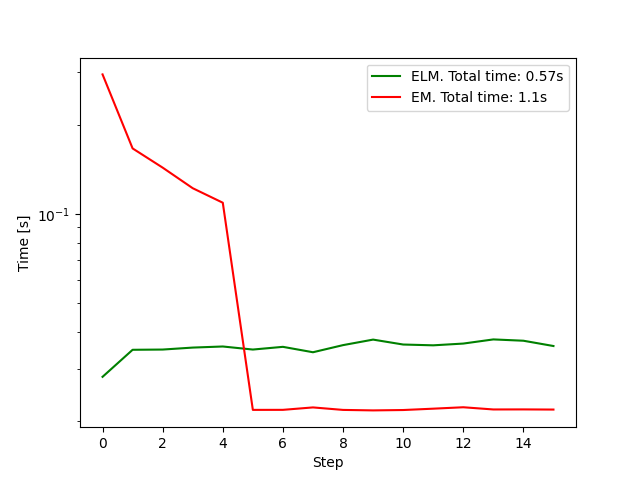 ELM. Total time: 0.57s
EM. Total time: 1.1s
Time [s]
10⁻¹
0 2 4 6 8 10 12 14
Step